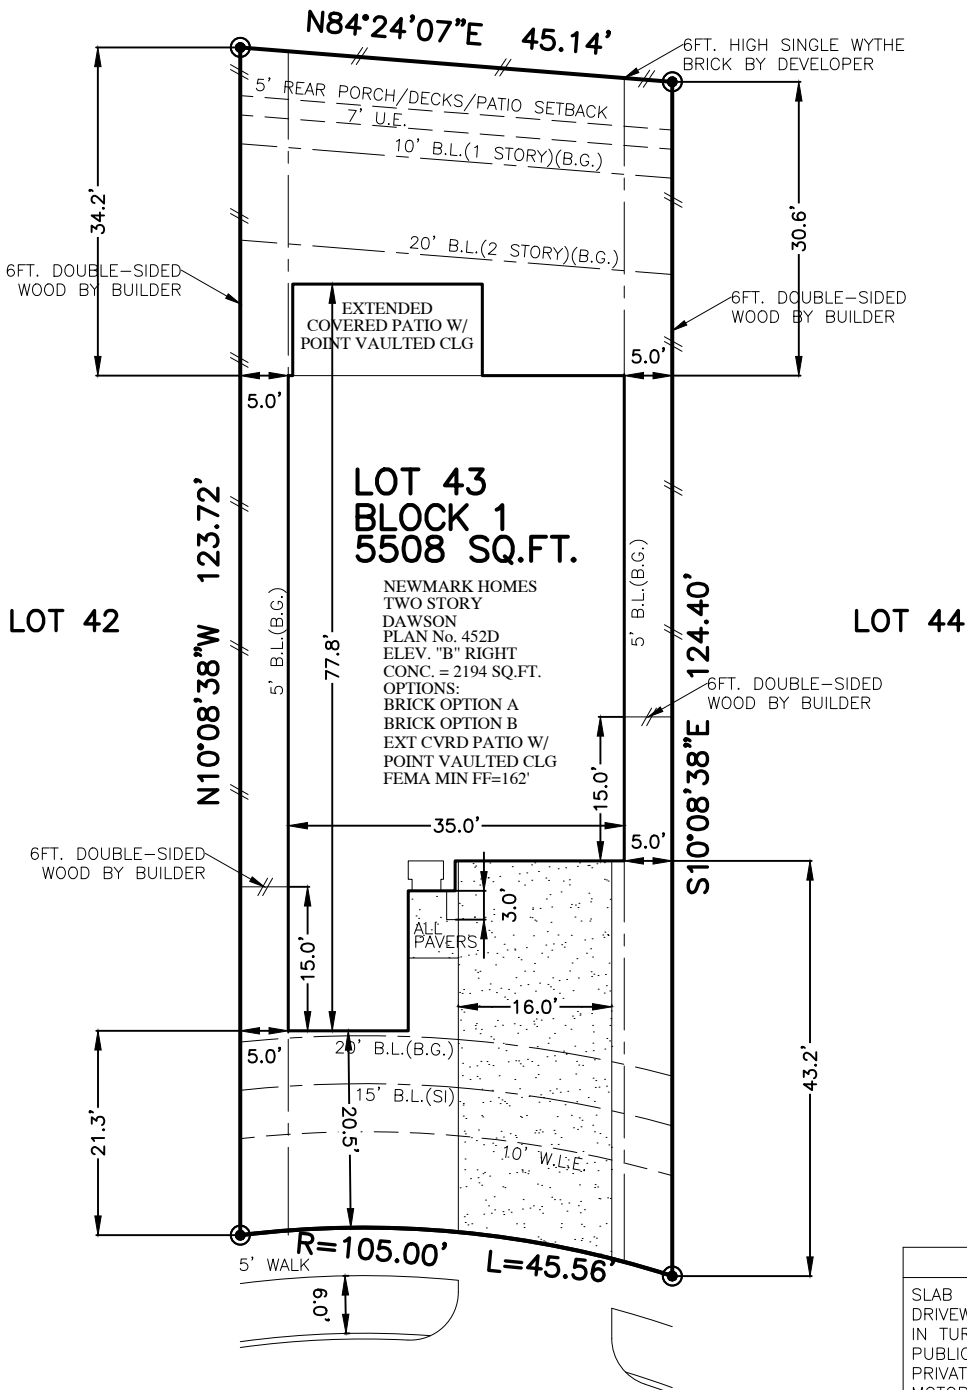 N84°24'07"E 45.14'
6FT. HIGH SINGLE WYTHE
BRICK BY DEVELOPER
5' REAR PORCH/DECKS/PATIO SETBACK
7' U.E.
10' B.L.(1 STORY)(B.G.)
34.2'
30.6'
20' B.L.(2 STORY)(B.G.)
6FT. DOUBLE-SIDED
WOOD BY BUILDER
6FT. DOUBLE-SIDED
WOOD BY BUILDER
EXTENDED
COVERED PATIO W/
POINT VAULTED CLG
5.0'
5.0'
LOT 43
BLOCK 1
5508 SQ.FT.
N10°08'38"W 123.72'
5' B.L.(B.G.)
77.8'
NEWMARK HOMES
TWO STORY
DAWSON
PLAN No. 452D
ELEV. "B" RIGHT
CONC. = 2194 SQ.FT.
OPTIONS:
BRICK OPTION A
BRICK OPTION B
EXT CVRD PATIO W/
POINT VAULTED CLG
FEMA MIN FF=162'
5' B.L.(B.G.)
S10°08'38"E 124.40'
LOT 42
LOT 44
6FT. DOUBLE-SIDED
WOOD BY BUILDER
15.0'
35.0'
5.0'
6FT. DOUBLE-SIDED
WOOD BY BUILDER
3.0'
ALL
PAVERS
15.0'
16.0'
5.0'
20' B.L.(B.G.)
43.2'
15' B.L.(SI)
21.3'
20.5'
10' W.L.E.
R=105.00' L=45.56'
5' WALK
6.0'
SLAB
DRIVEW
IN TUR
PUBLIC
PRIVAT